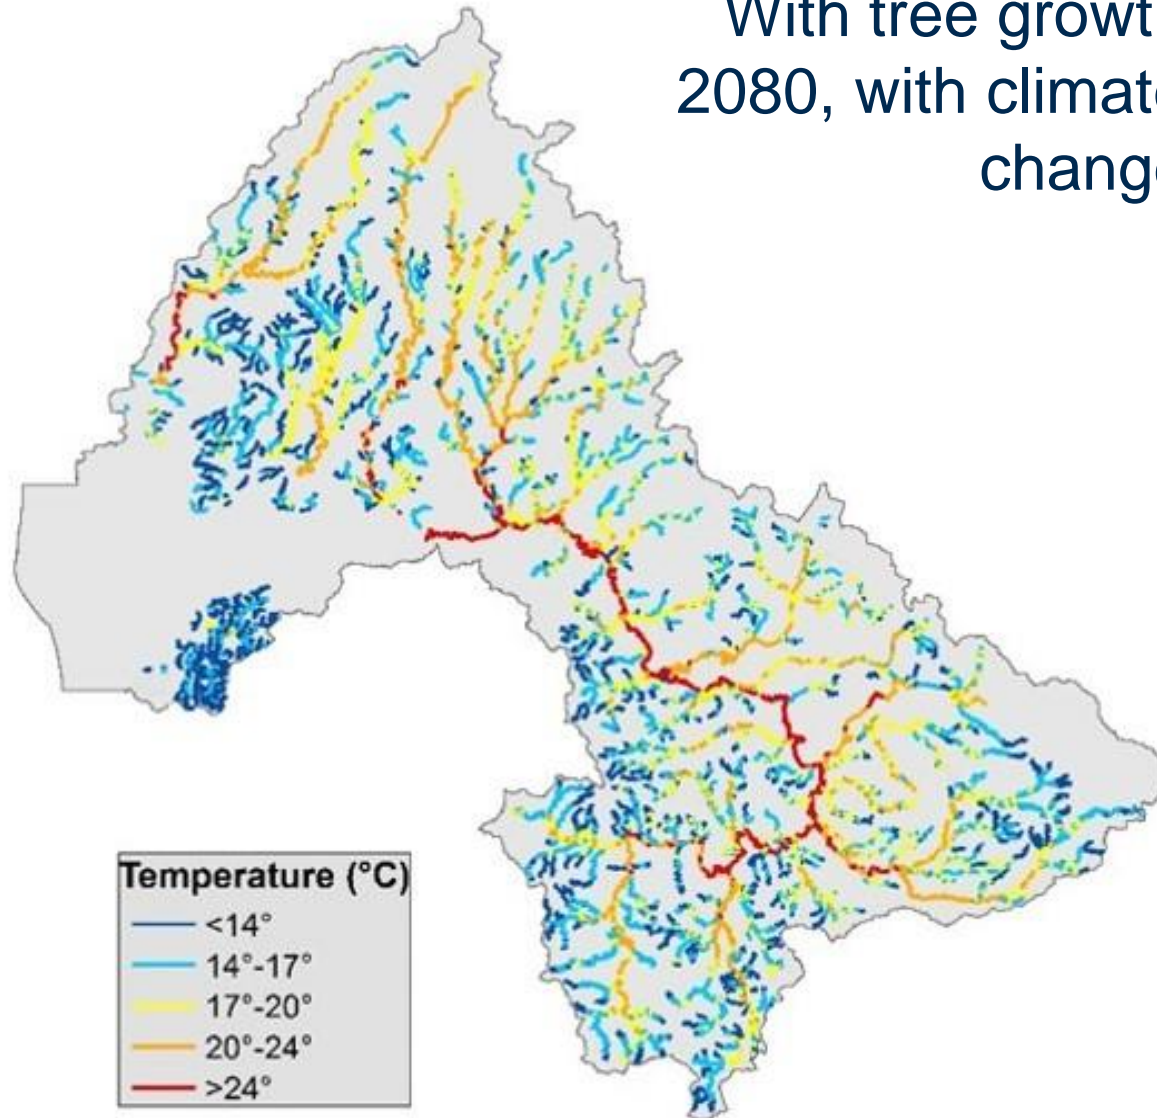 With tree growt
2080, with climat
chang
Temperature (°C)
<14°
14°-17°
17°-20°
20°-24°
>24°